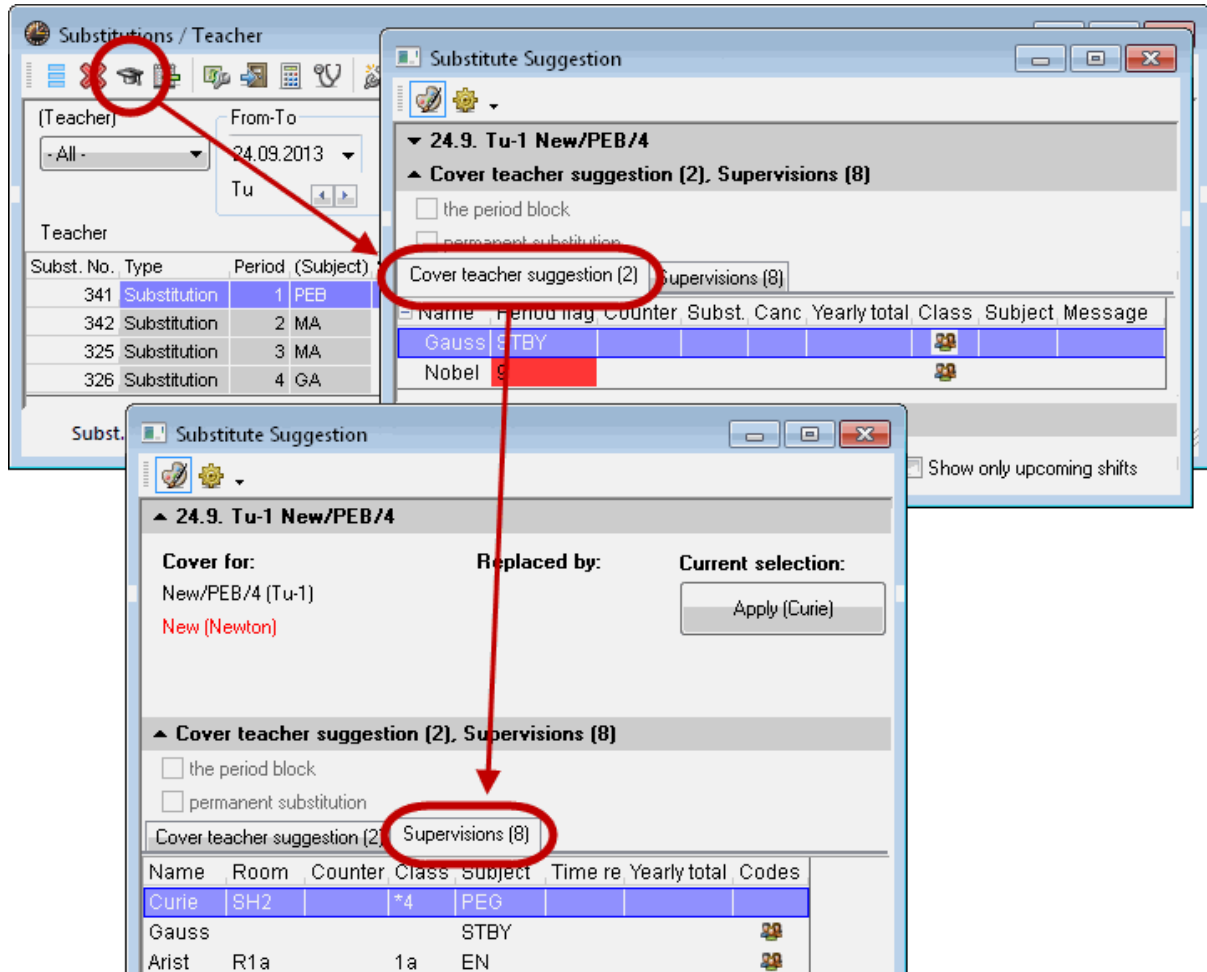 Substitutions / Teacher
(Teacher) From-To
- All - 24.09.2013
Tu
Teacher
Subst. No. Type Period (Subject)
341 Substitution 1 PEB
342 Substitution 2 MA
325 Substitution 3 MA
326 Substitution 4 GA
Subst.
Substitute Suggestion
24.9. Tu-1 New/PEB/4
Cover teacher suggestion (2), Supervisions (8)
the period block
permanent substitution
Cover teacher suggestion (2) Supervisions (8)
Name Period flag Counter Subst. Canc Yearly total Class Subject Message
Gauss STBY
Nobel 9
Show only upcoming shifts
Substitute Suggestion
24.9. Tu-1 New/PEB/4
Cover for: Replaced by: Current selection:
New/PEB/4 (Tu-1) Apply (Curie)
New (Newton)
Cover teacher suggestion (2), Supervisions (8)
the period block
permanent substitution
Cover teacher suggestion (2) Supervisions (8)
Name Room Counter Class Subject Time re Yearly total Codes
Curie SH2 *4 PEG
Gauss STBY
Arist R1a 1a EN